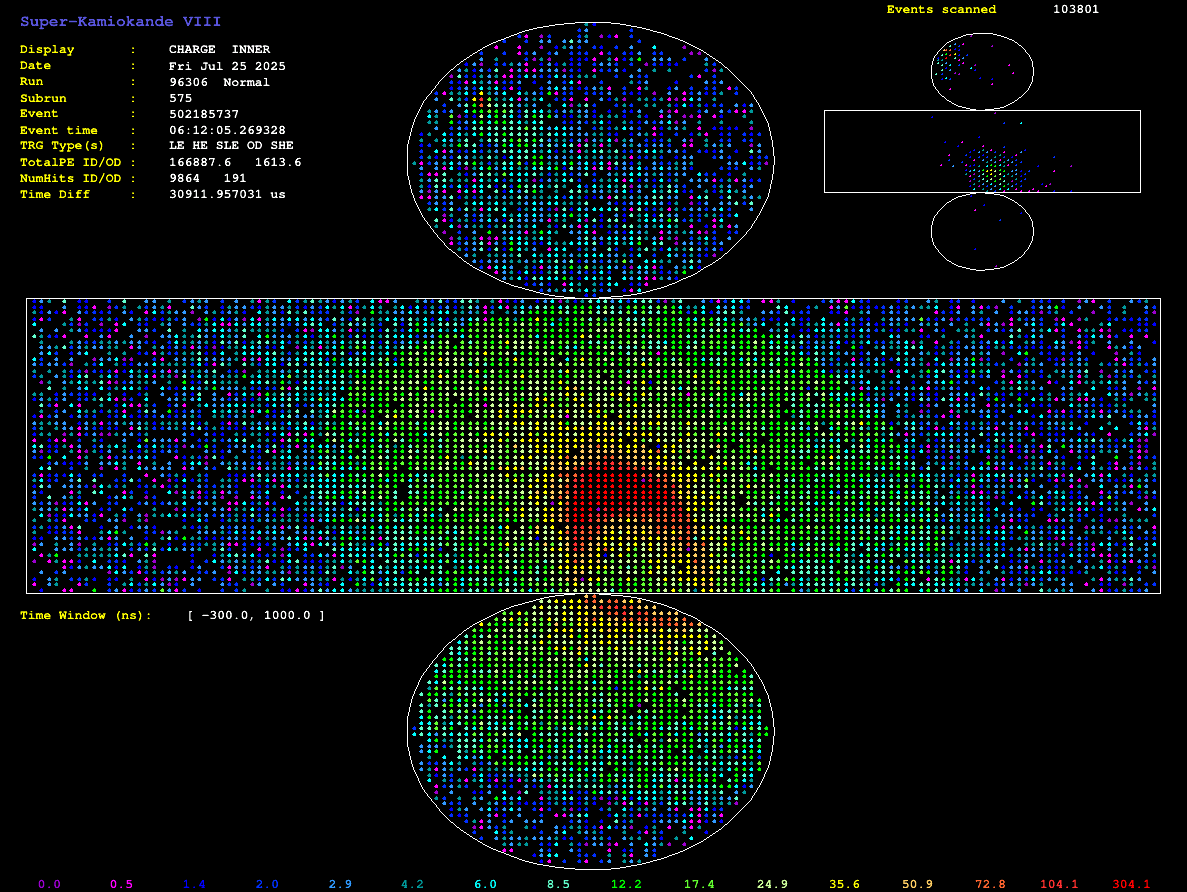 Super-Kamiokande VIII
Display : CHARGE INNER
Date : Fri Jul 25 2025
Run : 96306 Normal
Subrun : 575
Event : 502185737
Event time : 06:12:05.269328
TRG Type(s) : LE HE SLE OD SHE
TotalPE ID/OD : 166887.6 1613.6
NumHits ID/OD : 9864 191
Time Diff : 30911.957031 us
Events scanned 103801
Time Window (ns): [ -300.0, 1000.0 ]
0.0 0.5 1.4 2.0 2.9 4.2 6.0 8.5 12.2 17.4 24.9 35.6 50.9 72.8 104.1 304.1